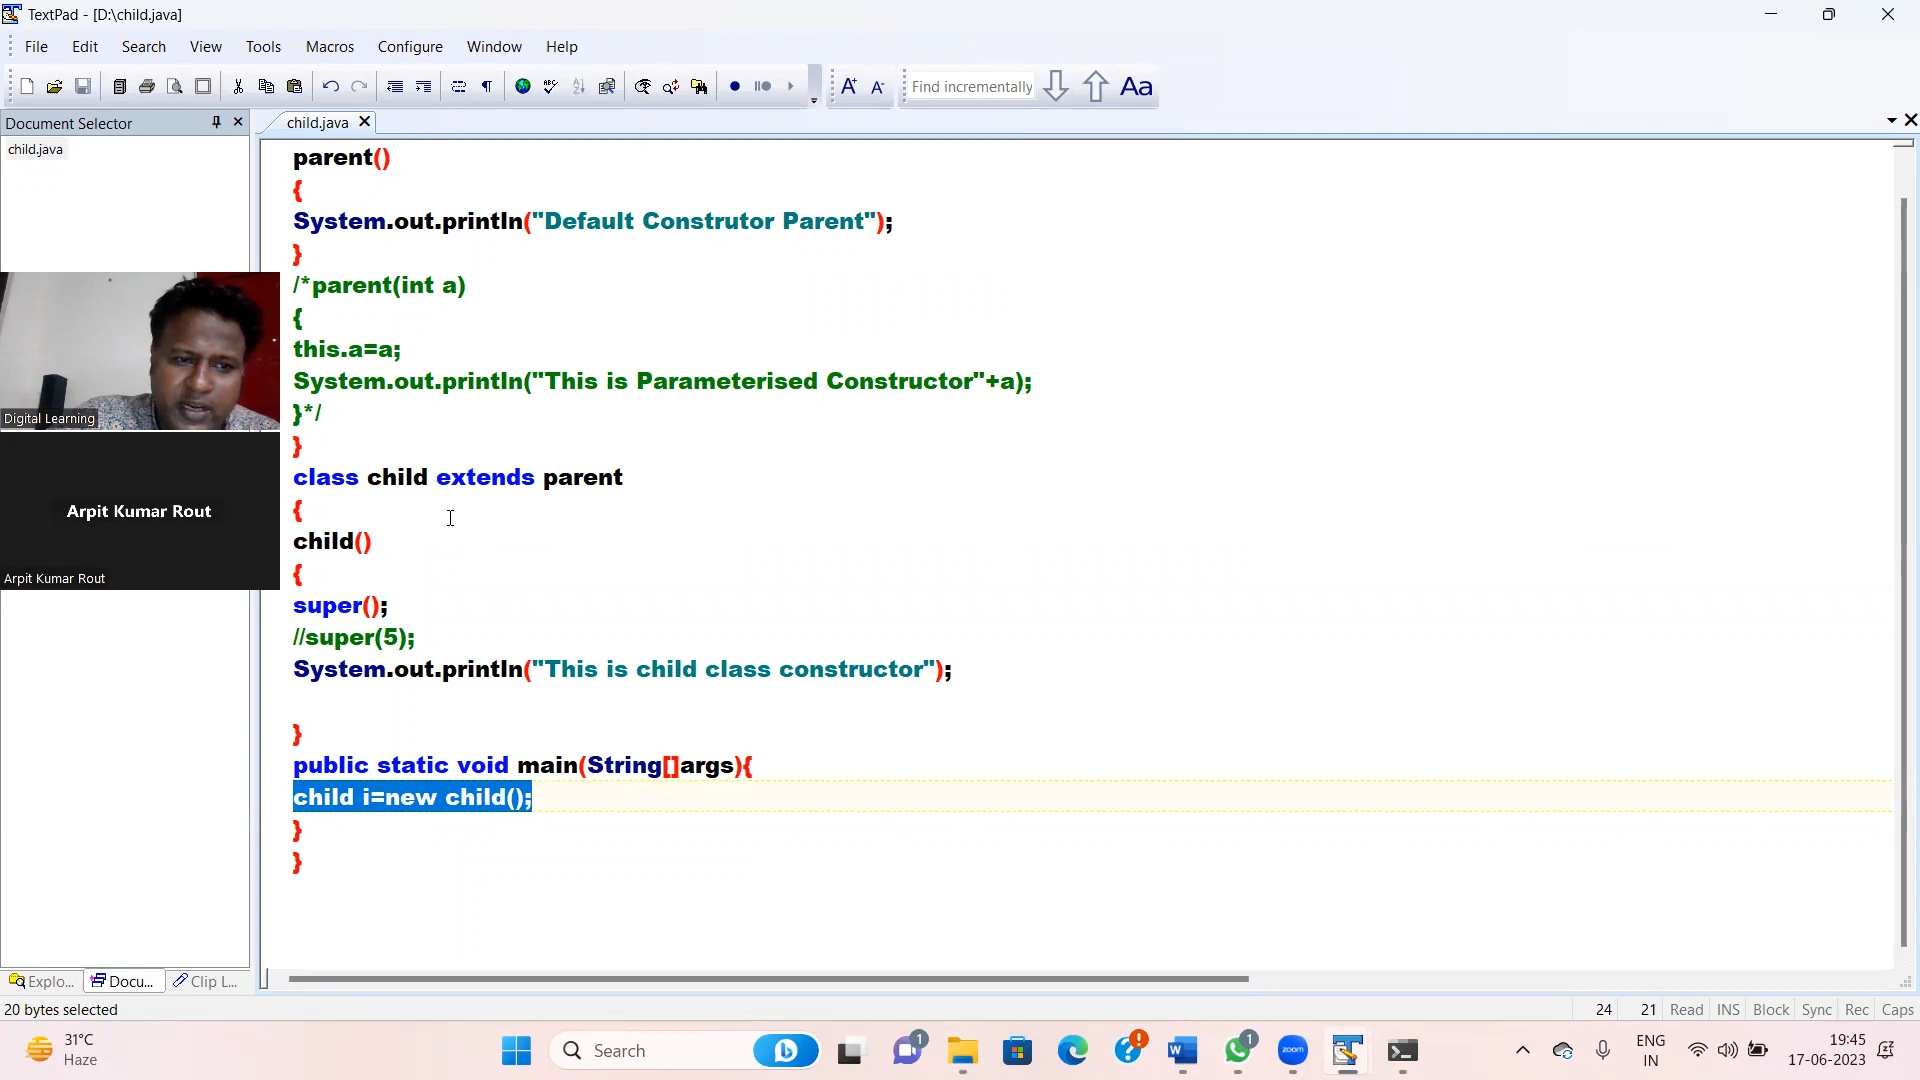 TextPad - [D:\child.java]
File Edit Search View Tools Macros Configure Window Help
Find incrementally
Document Selector
child.java
child.java
parent()
{
System.out.println("Default Construtor Parent");
}
/*parent(int a)
{
this.a=a;
System.out.println("This is Parameterised Constructor"+a);
}*/
}
class child extends parent
{
child()
{
super();
//super(5);
System.out.println("This is child class constructor");
}
public static void main(String[]args){
child i=new child();
}
}
Digital Learning
Arpit Kumar Rout
Arpit Kumar Rout
Explo... Docu... Clip L...
20 bytes selected
24 21 Read INS Block Sync Rec Caps
31°C
Haze
Search
1
1
zoom
ENG
IN
19:45
17-06-2023